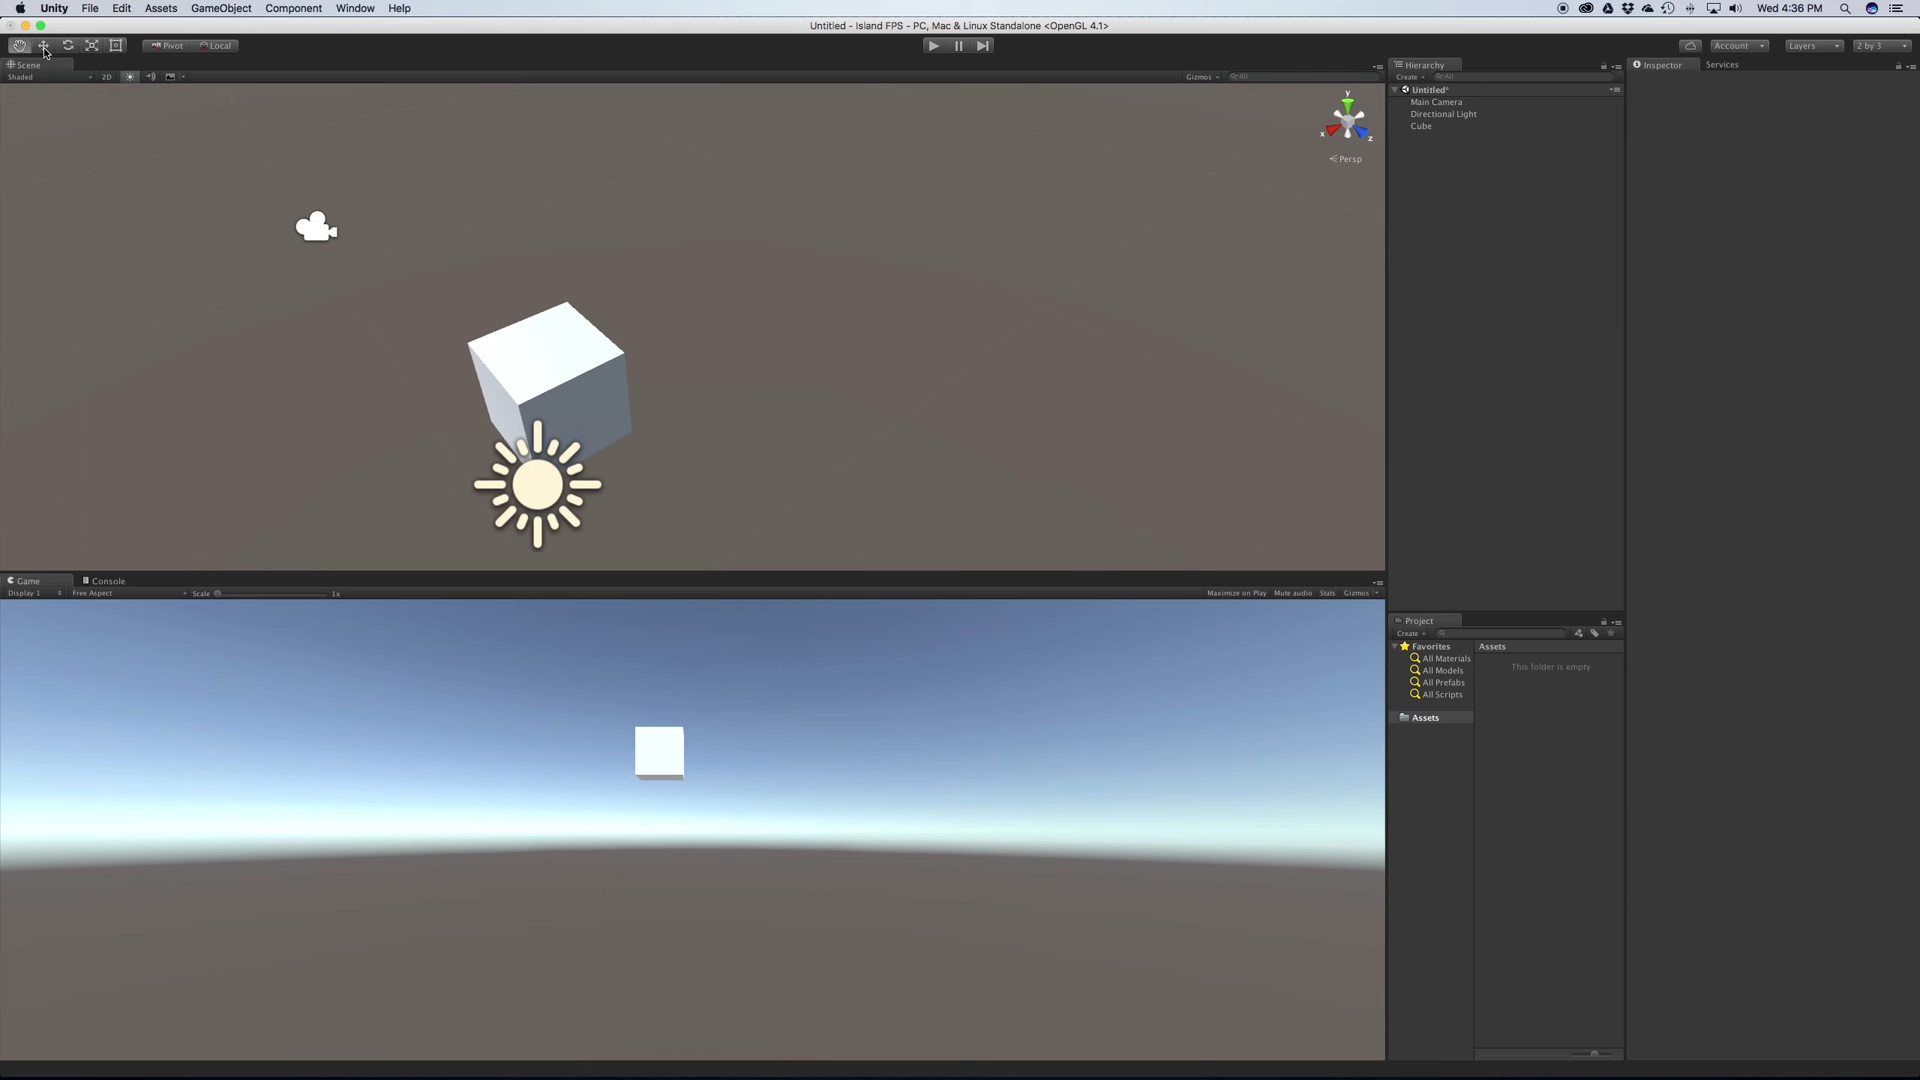 Unity File Edit Assets GameObject Component Window Help Wed 4:36 PM
Untitled - Island FPS - PC, Mac & Linux Standalone <OpenGL 4.1>
Pivot Local Account Layers 2 by 3
Scene Hierarchy Inspector Services
Shaded 2D Gizmos All Create All
Untitled*
Main Camera
Directional Light
Cube
y
x
z
Persp
Game Console
Display 1 Free Aspect Scale 1x Maximize on Play Mute audio Stats Gizmos
Project
Create
Favorites Assets
All Materials
This folder is empty
All Models
All Prefabs
All Scripts
Assets